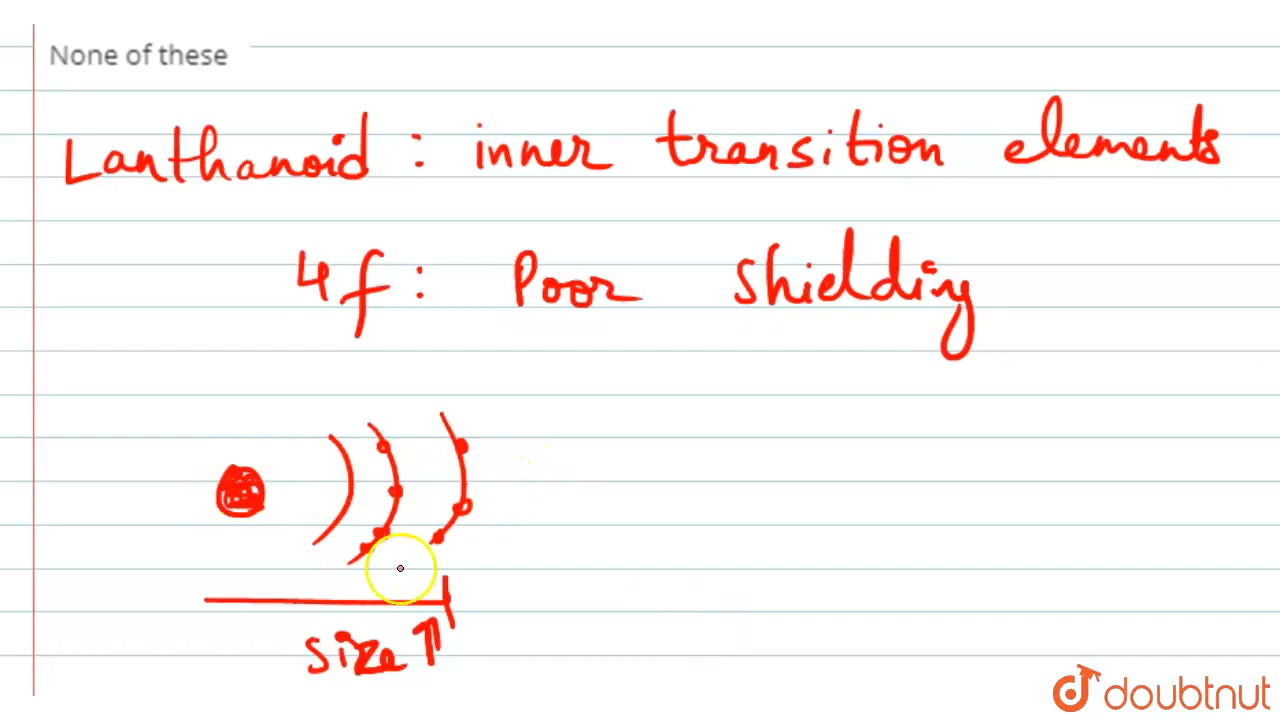 None of these
Lanthanoid : inner transition elements
4f : Poor Shielding
Size ⇑
doubtnut